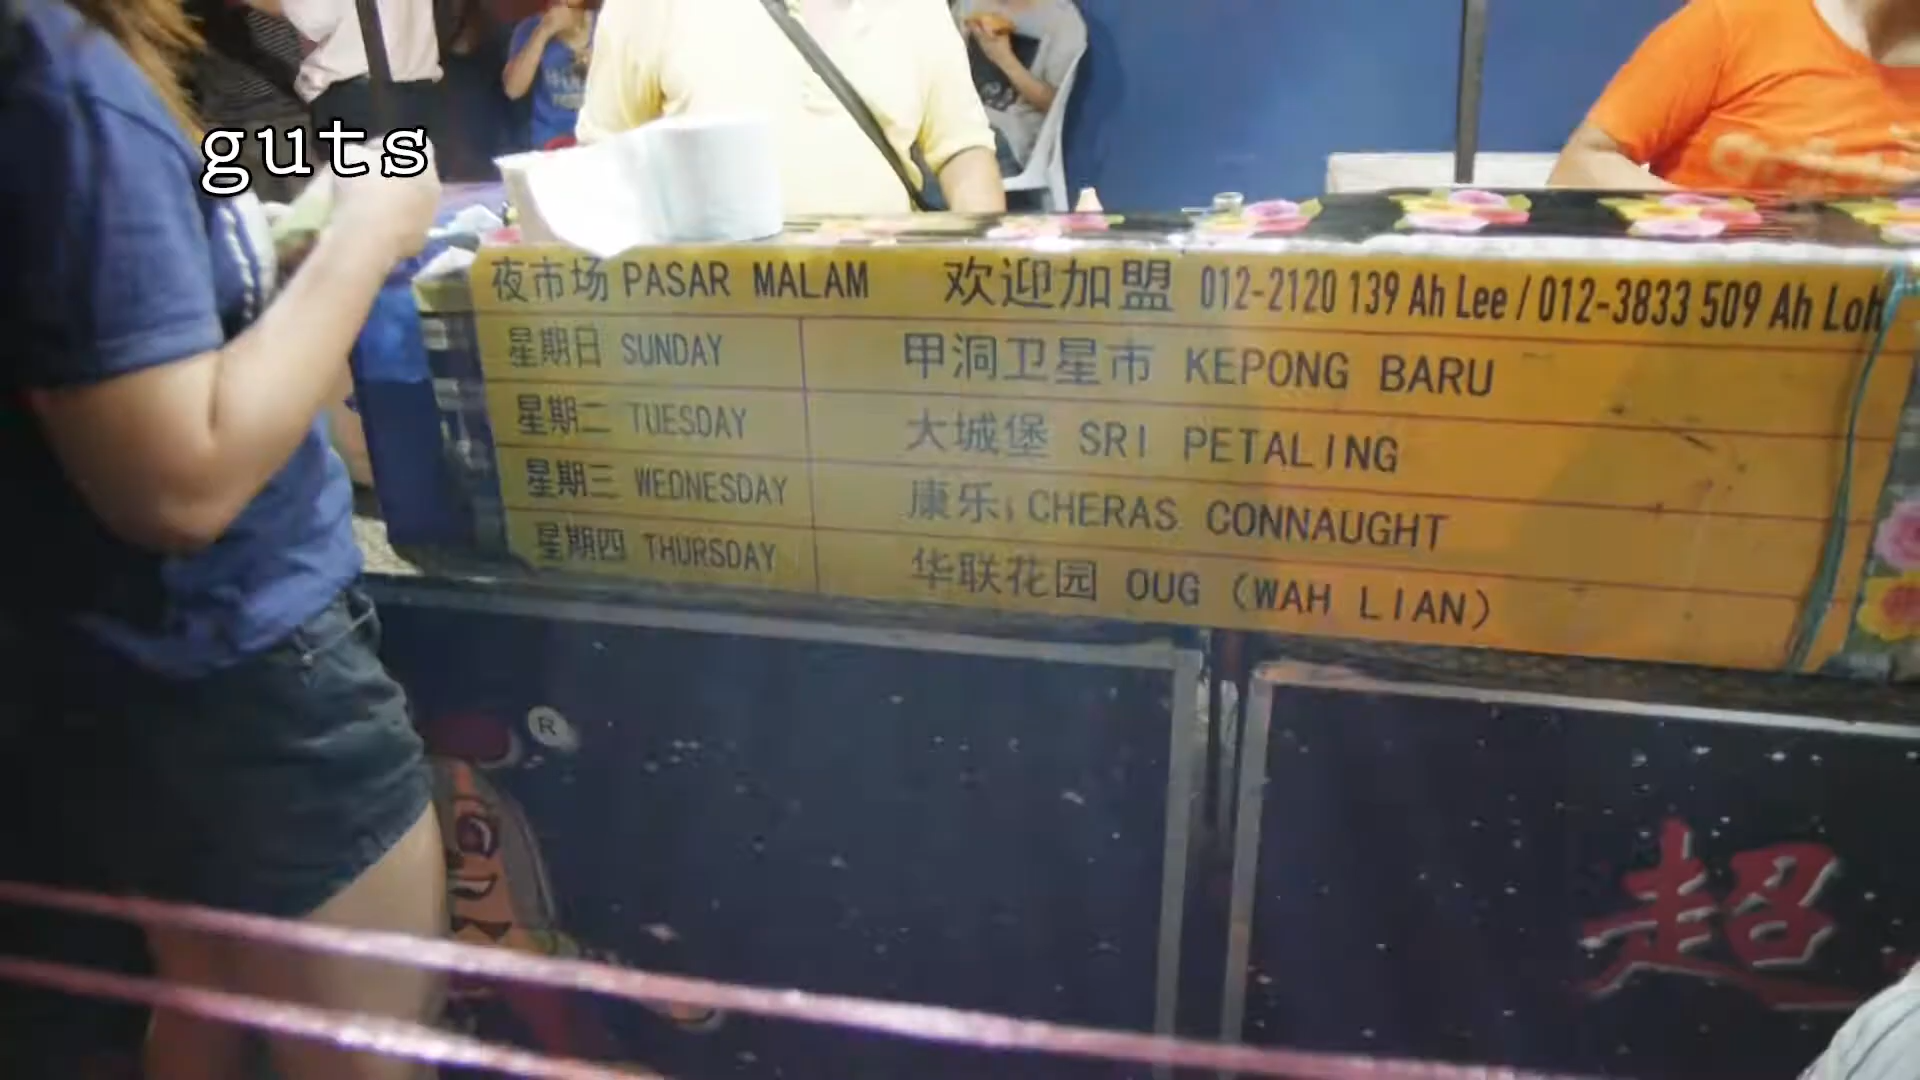 guts
夜市场 PASAR MALAM 欢迎加盟 012-2120 139 Ah Lee / 012-3833 509 Ah Loh
星期日 SUNDAY 甲洞卫星市 KEPONG BARU
星期二 TUESDAY 大城堡 SRI PETALING
星期三 WEDNESDAY 康乐 CHERAS CONNAUGHT
星期四 THURSDAY 华联花园 OUG (WAH LIAN)
®
超